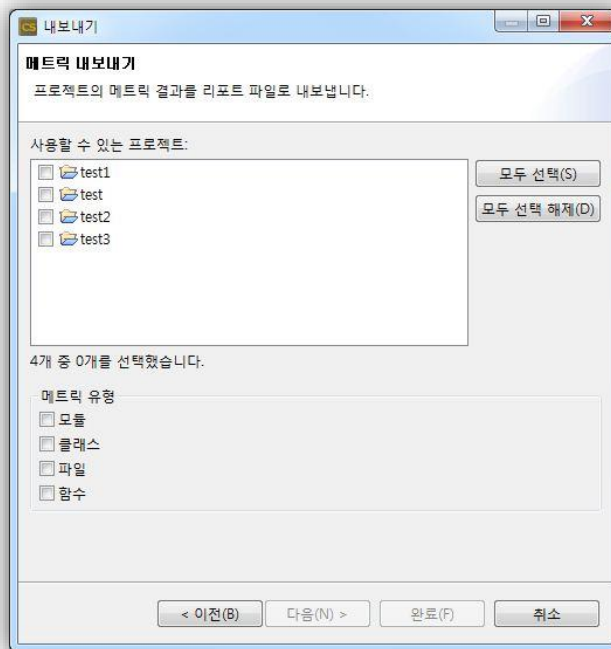 CS 내보내기
메트릭 내보내기
프로젝트의 메트릭 결과를 리포트 파일로 내보냅니다.
사용할 수 있는 프로젝트:
test1
test
test2
test3
모두 선택(S)
모두 선택 해제(D)
4개 중 0개를 선택했습니다.
메트릭 유형
모듈
클래스
파일
함수
< 이전(B)
다음(N) >
완료(F)
취소